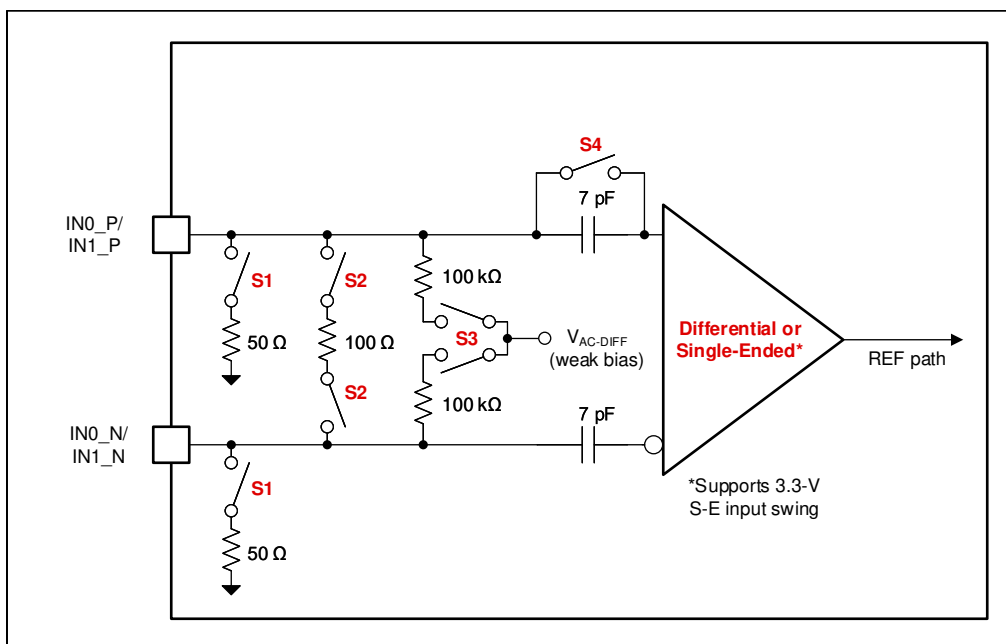 S4
7 pF
IN0_P/
IN1_P
S1
S2
100 kΩ
50 Ω
100 Ω
S3
V_AC-DIFF
(weak bias)
Differential or
Single-Ended*
REF path
S2
100 kΩ
7 pF
IN0_N/
IN1_N
S1
*Supports 3.3-V
S-E input swing
50 Ω